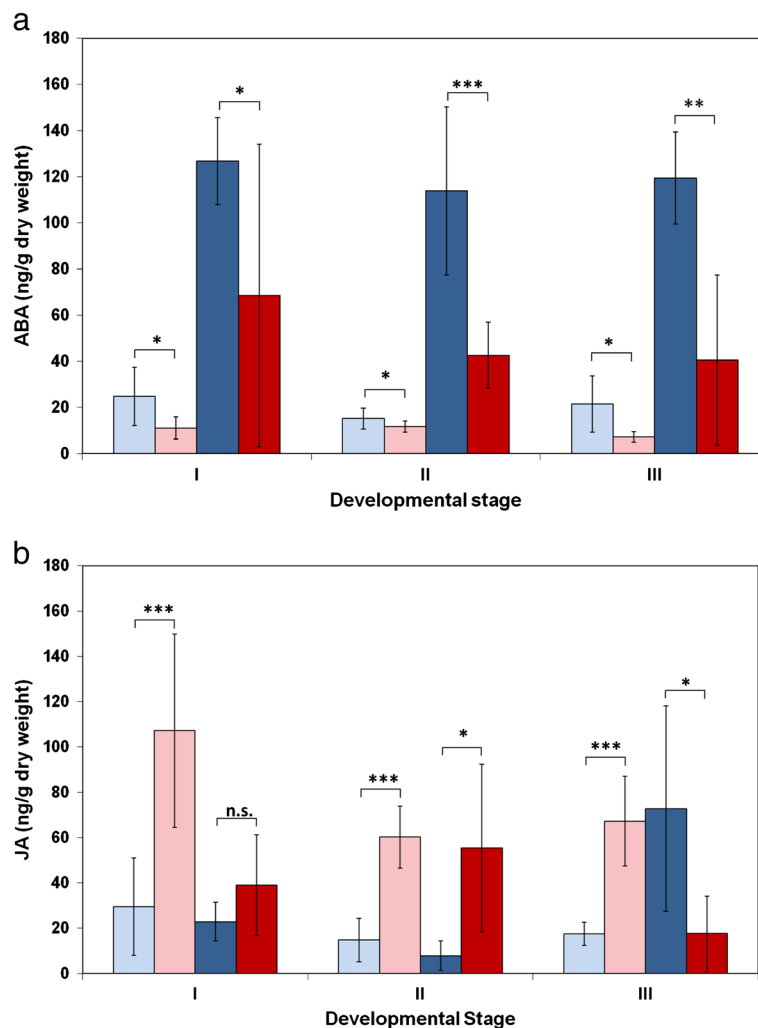 a
180
160
140
120
100
80
60
40
20
0
ABA (ng/g dry weight)
*
*
*
***
*
**
I
II
III
Developmental stage
b
180
160
140
120
100
80
60
40
20
0
JA (ng/g dry weight)
***
n.s.
***
*
***
*
I
II
III
Developmental Stage